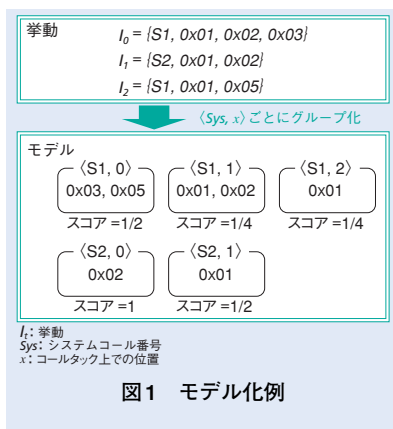 挙動
I₀ = {S1, 0x01, 0x02, 0x03}
I₁ = {S2, 0x01, 0x02}
I₂ = {S1, 0x01, 0x05}
〈Sys, x〉ごとにグループ化
モデル
〈S1, 0〉 〈S1, 1〉 〈S1, 2〉
0x03, 0x05 0x01, 0x02 0x01
スコア =1/2 スコア =1/4 スコア =1/4
〈S2, 0〉 〈S2, 1〉
0x02 0x01
スコア =1 スコア =1/2
Iₜ：挙動
Sys：システムコール番号
x：コールタック上での位置
図1 モデル化例